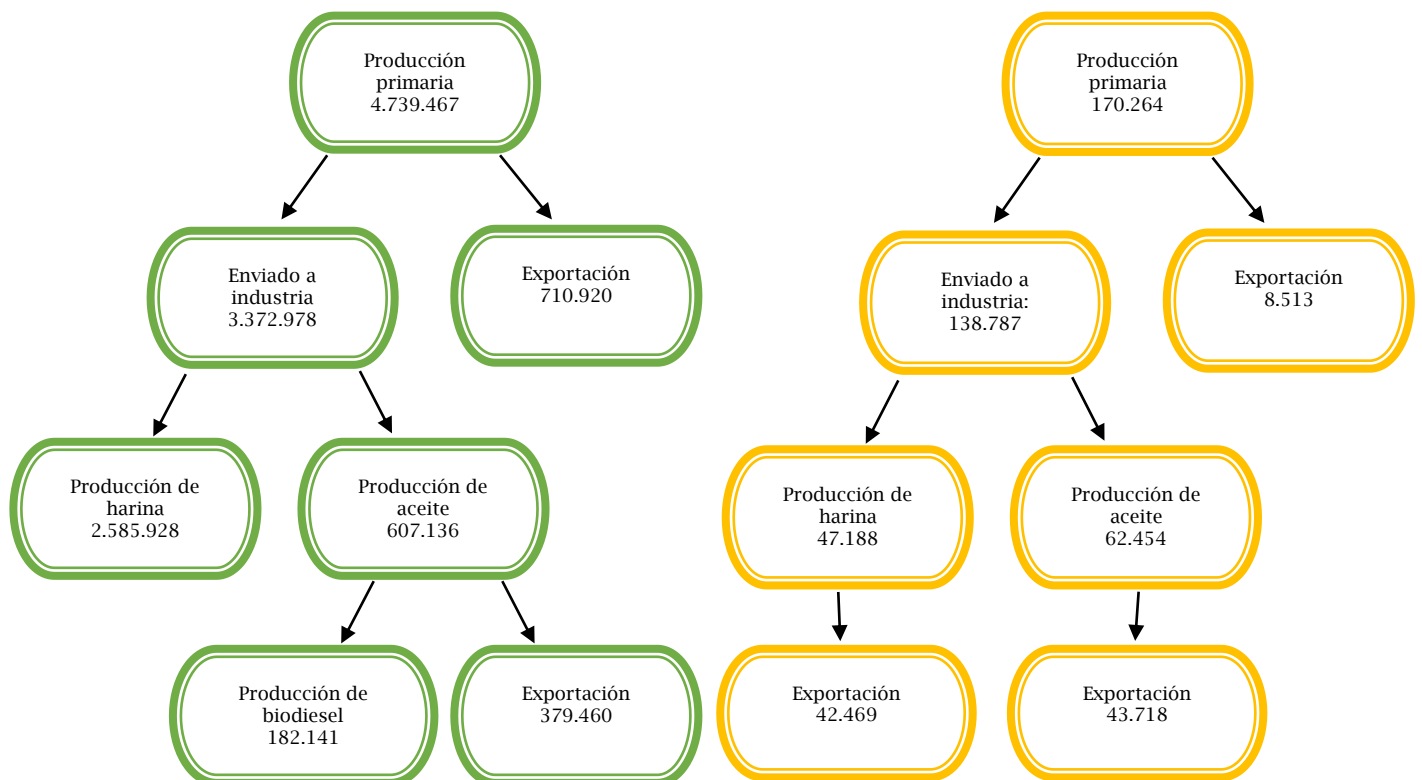 Producción
primaria
4.739.467
Enviado a
industria
3.372.978
Exportación
710.920
Producción de
harina
2.585.928
Producción de
aceite
607.136
Producción de
biodiesel
182.141
Exportación
379.460
Producción
primaria
170.264
Enviado a
industria:
138.787
Exportación
8.513
Producción de
harina
47.188
Producción de
aceite
62.454
Exportación
42.469
Exportación
43.718